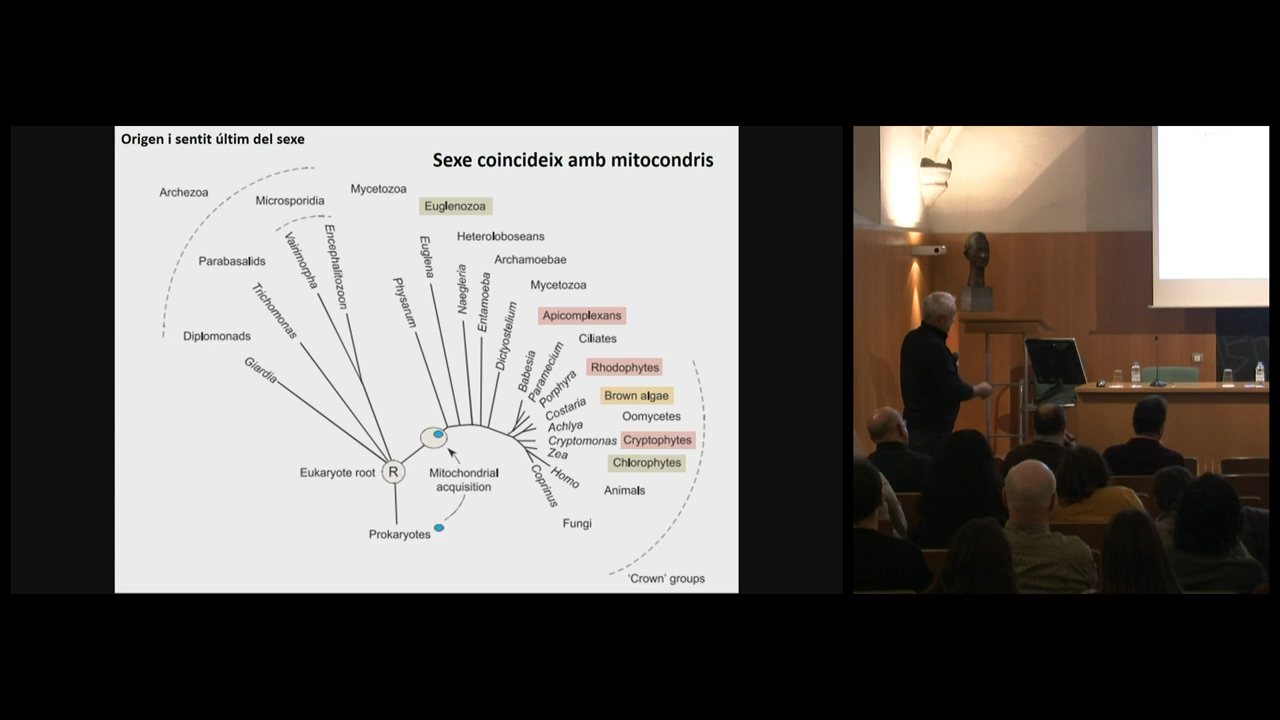 Origen i sentit últim del sexe
Sexe coincideix amb mitocondris
Archezoa
Microsporidia
Mycetozoa
Euglenozoa
Heteroloboseans
Archamoebae
Mycetozoa
Parabasalids
Vairimorpha
Encephalitozoon
Euglena
Naegleria
Entamoeba
Physarum
Dictyostelium
Trichomonas
Apicomplexans
Diplomonads
Ciliates
Giardia
Babesia
Paramecium
Porphyra
Rhodophytes
Costaria
Brown algae
Achlya
Oomycetes
Cryptomonas
Cryptophytes
Zea
Chlorophytes
Homo
Animals
Coprinus
Fungi
Eukaryote root
R
Mitochondrial
acquisition
Prokaryotes
'Crown' groups